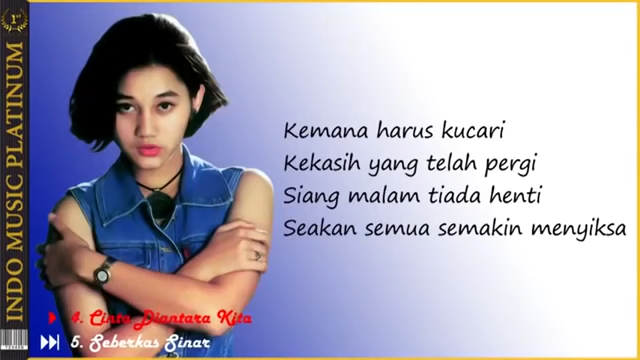 1st
INDO MUSIC PLATINUM
Kemana harus kucari
Kekasih yang telah pergi
Siang malam tiada henti
Seakan semua semakin menyiksa
4. Cinta Diantara Kita
5. Seberkas Sinar